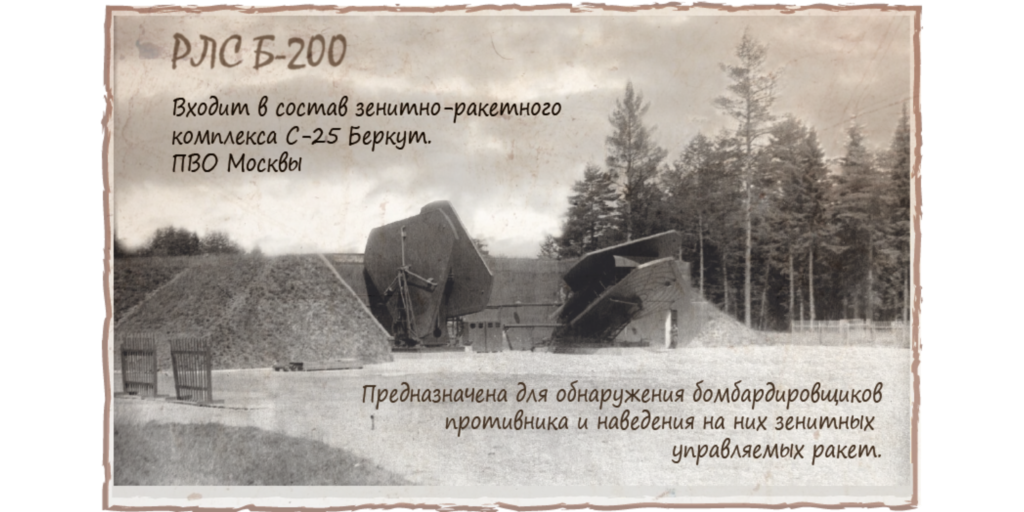 РЛС Б-200
Входит в состав зенитно-ракетного
комплекса С-25 Беркут.
ПВО Москвы
Предназначена для обнаружения бомбардировщиков
противника и наведения на них зенитных
управляемых ракет.